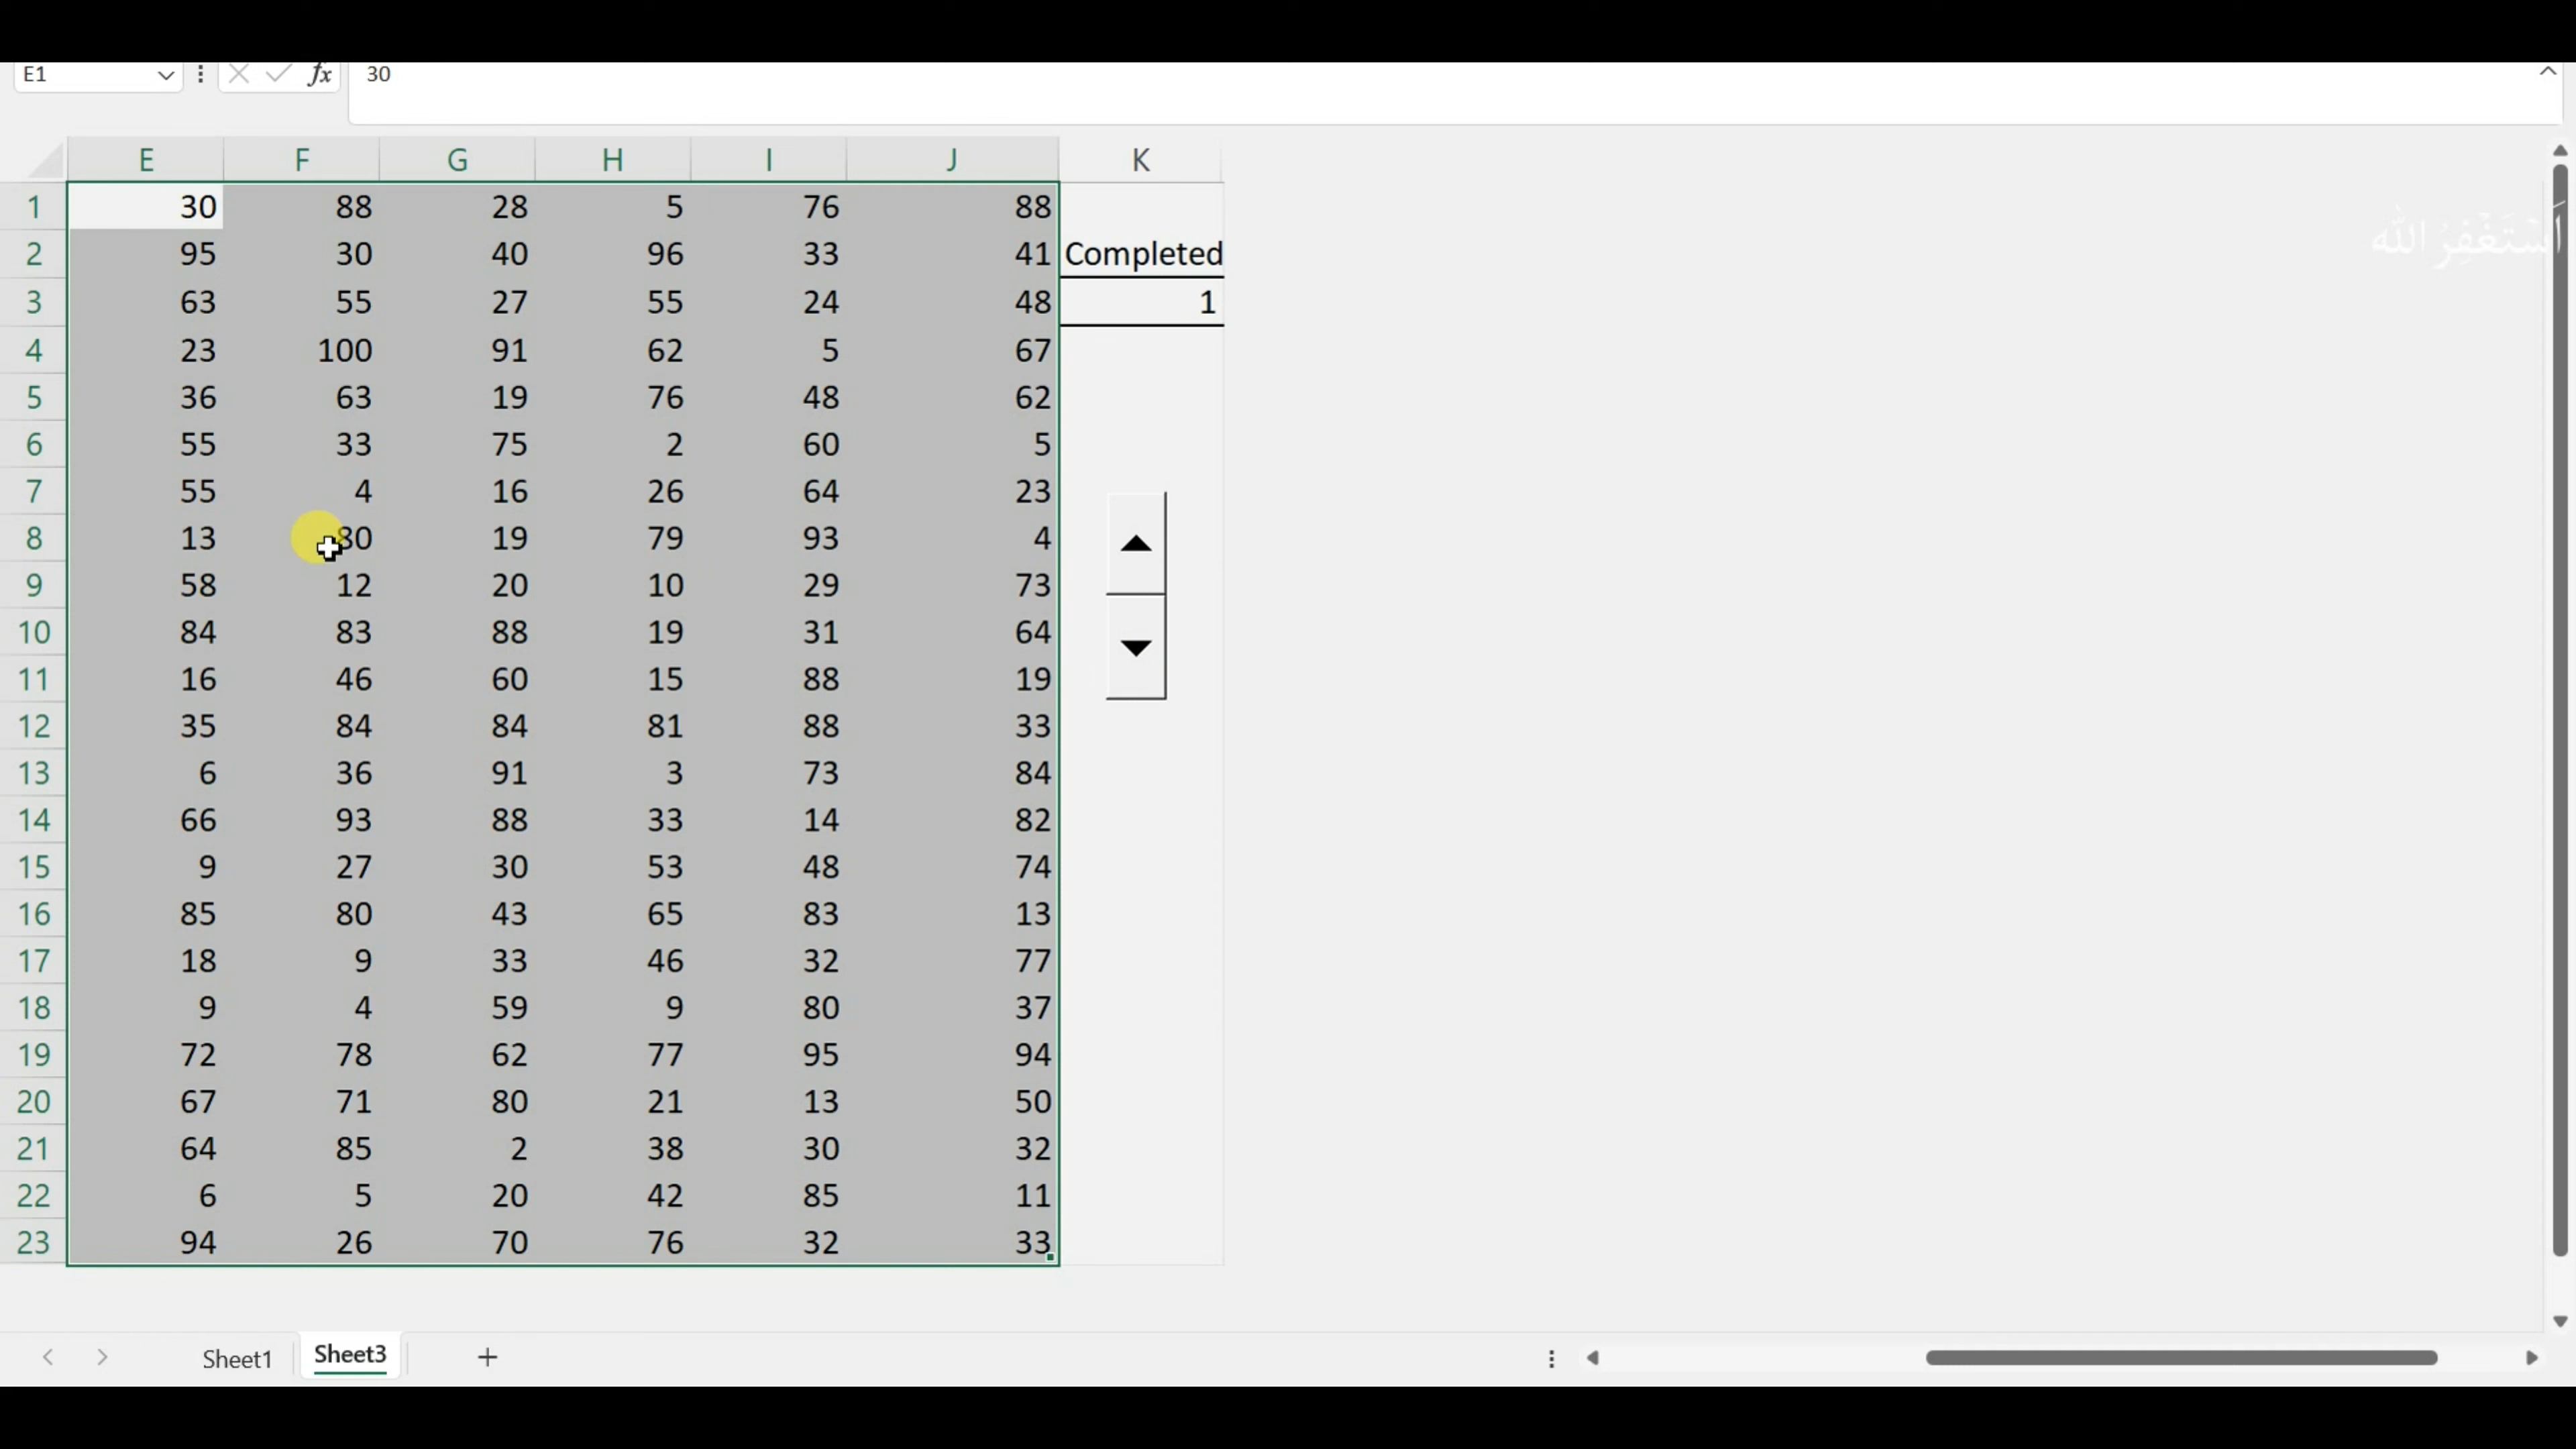 E1 fx 30
E F G H I J K
1 30 88 28 5 76 88
2 95 30 40 96 33 41 Completed
3 63 55 27 55 24 48 1
4 23 100 91 62 5 67
5 36 63 19 76 48 62
6 55 33 75 2 60 5
7 55 4 16 26 64 23
8 13 80 19 79 93 4
9 58 12 20 10 29 73
10 84 83 88 19 31 64
11 16 46 60 15 88 19
12 35 84 84 81 88 33
13 6 36 91 3 73 84
14 66 93 88 33 14 82
15 9 27 30 53 48 74
16 85 80 43 65 83 13
17 18 9 33 46 32 77
18 9 4 59 9 80 37
19 72 78 62 77 95 94
20 67 71 80 21 13 50
21 64 85 2 38 30 32
22 6 5 20 42 85 11
23 94 26 70 76 32 33
أَسْتَغْفِرُ اللّٰه
Sheet1 Sheet3 +